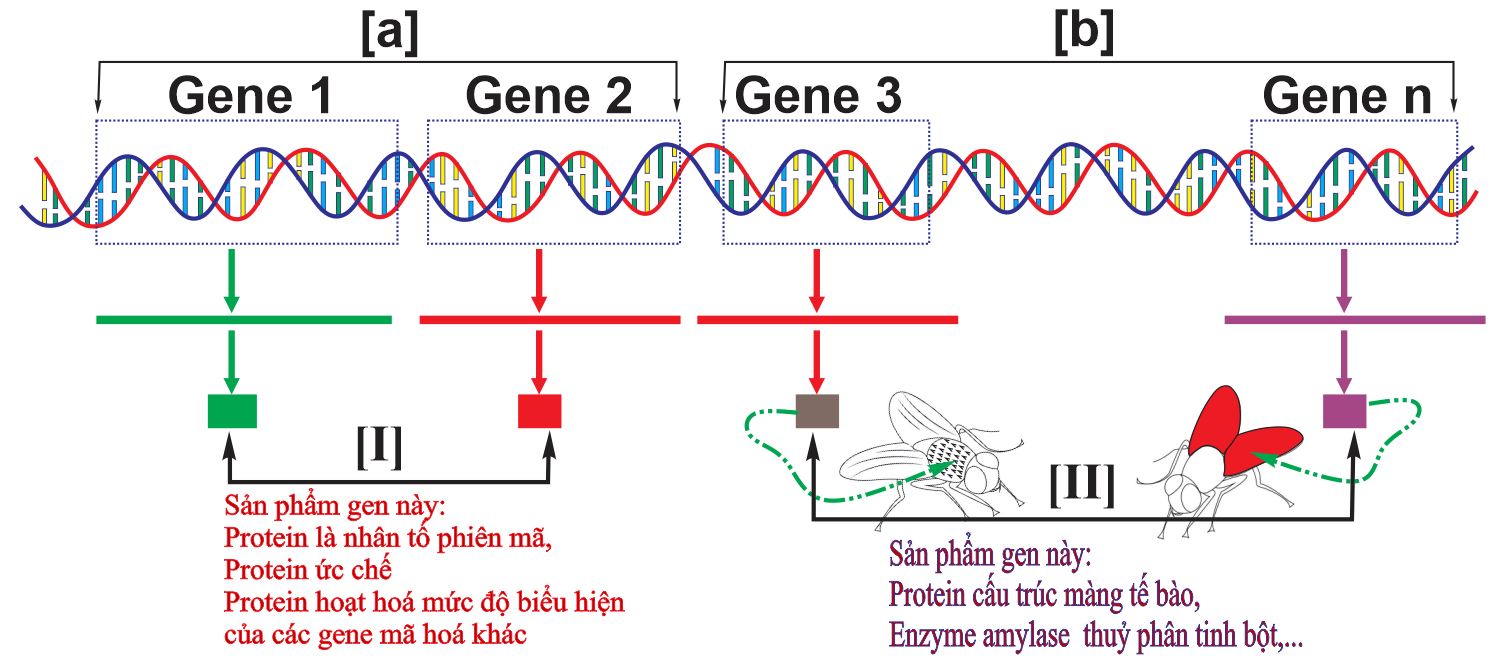 [a] [b]
Gene 1 Gene 2 Gene 3 Gene n
[I]
[II]
Sản phẩm gen này:
Protein là nhân tố phiên mã,
Protein ức chế
Protein hoạt hoá mức độ biểu hiện
của các gene mã hoá khác
Sản phẩm gen này:
Protein cấu trúc màng tế bào,
Enzyme amylase thuỷ phân tinh bột,...